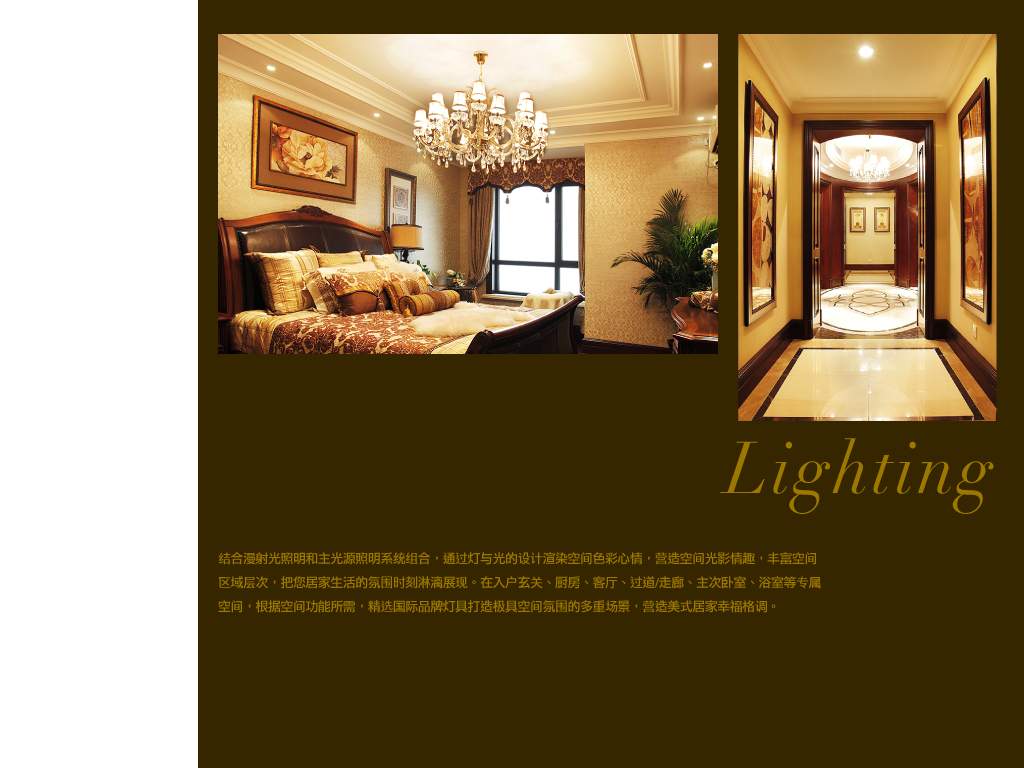 Lighting
结合漫射光照明和主光源照明系统组合，通过灯与光的设计渲染空间色彩心情，营造空间光影情趣，丰富空间
区域层次，把您居家生活的氛围时刻淋漓展现。在入户玄关、厨房、客厅、过道/走廊、主次卧室、浴室等专属
空间，根据空间功能所需，精选国际品牌灯具打造极具空间氛围的多重场景，营造美式居家幸福格调。